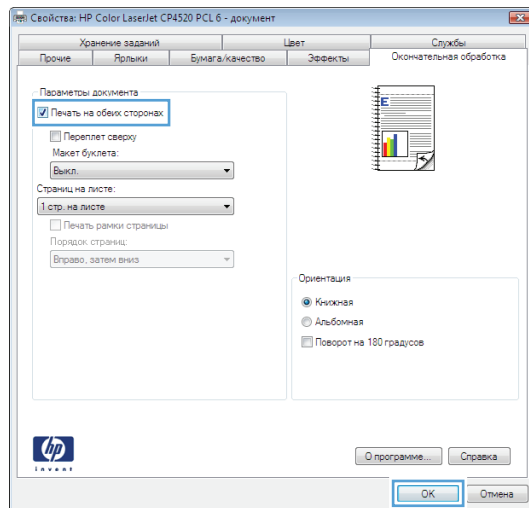 Свойства: HP Color LaserJet CP4520 PCL 6 - документ
Хранение заданий
Цвет
Службы
Прочие
Ярлыки
Бумага/качество
Эффекты
Окончательная обработка
Параметры документа
Печать на обеих сторонах
Переплет сверху
Макет буклета:
Выкл.
Страниц на листе:
1 стр. на листе
Печать рамки страницы
Порядок страниц:
Вправо, затем вниз
E
Ориентация
Книжная
Альбомная
Поворот на 180 градусов
hp
invent
О программе...
Справка
OK
Отмена